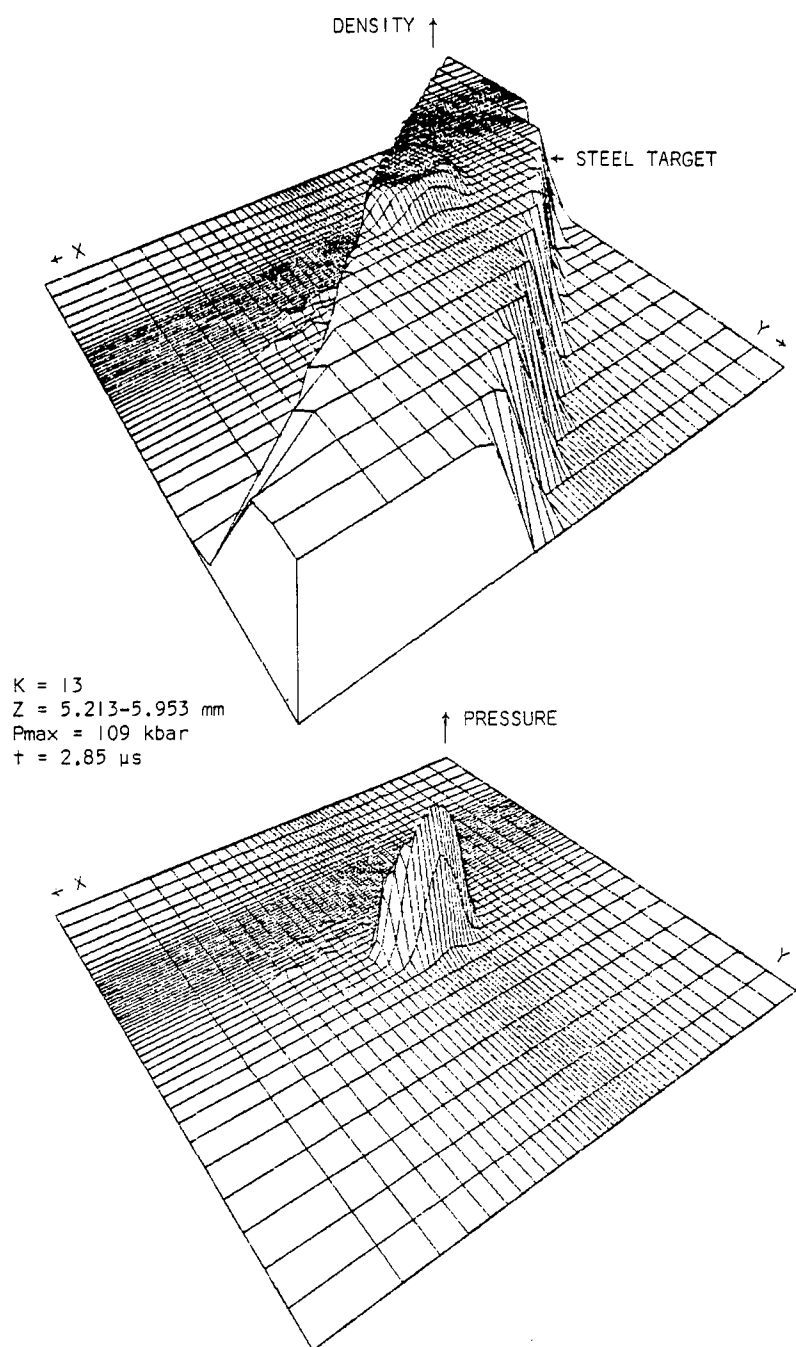 DENSITY ↑
← STEEL TARGET
← X
Y →
K = 13
Z = 5.213-5.953 mm
Pmax = 109 kbar
t = 2.85 μs
↑ PRESSURE
← X
Y